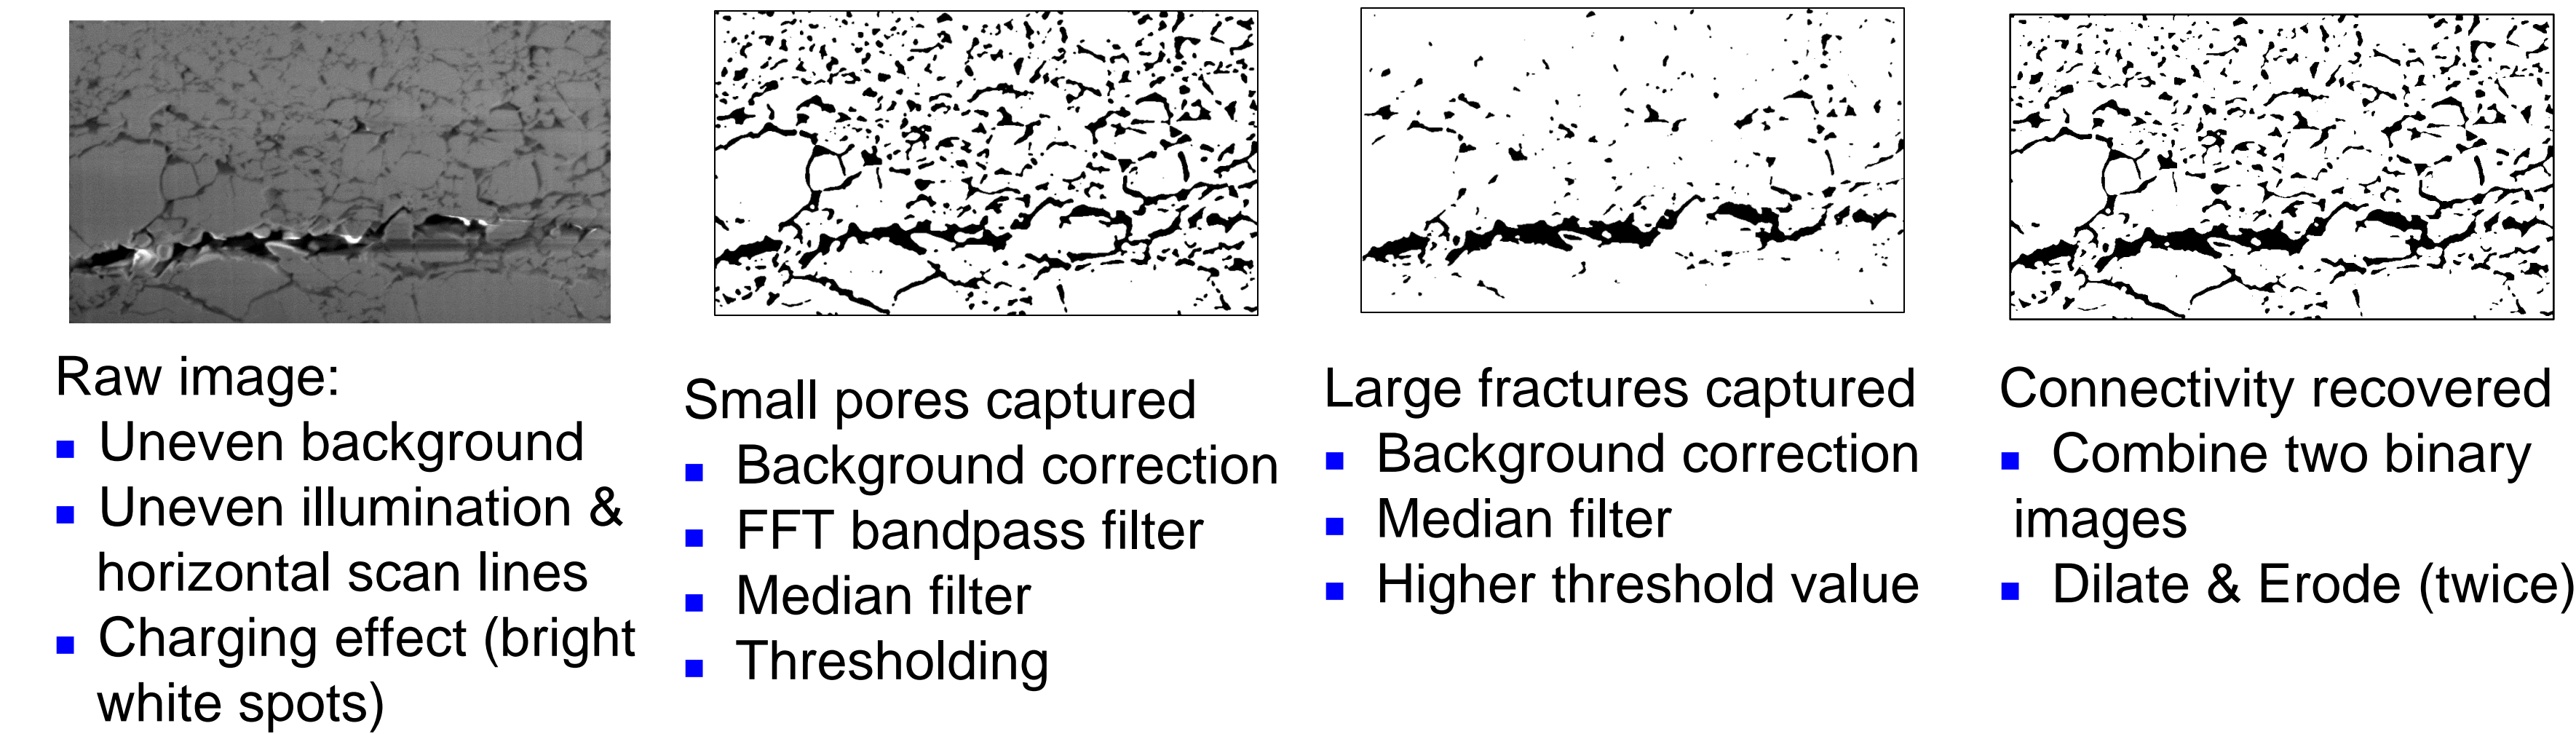 Raw image:
▪ Uneven background
▪ Uneven illumination &
horizontal scan lines
▪ Charging effect (bright
white spots)
Small pores captured
▪ Background correction
▪ FFT bandpass filter
▪ Median filter
▪ Thresholding
Large fractures captured
▪ Background correction
▪ Median filter
▪ Higher threshold value
Connectivity recovered
▪ Combine two binary
images
▪ Dilate & Erode (twice)